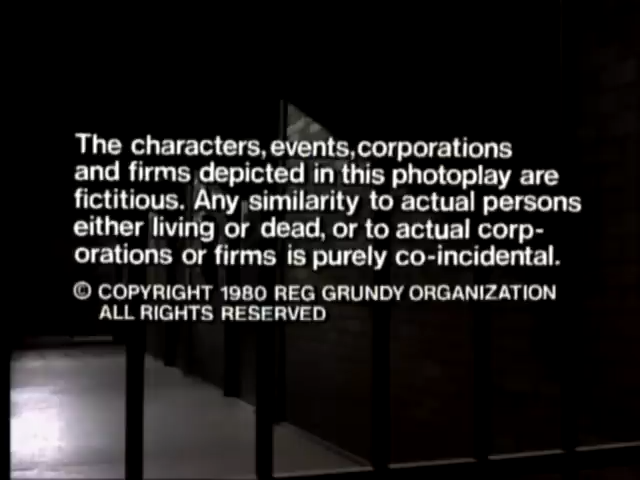 The characters, events, corporations
and firms depicted in this photoplay are
fictitious. Any similarity to actual persons
either living or dead, or to actual corp-
orations or firms is purely co-incidental.
© COPYRIGHT 1980 REG GRUNDY ORGANIZATION
ALL RIGHTS RESERVED